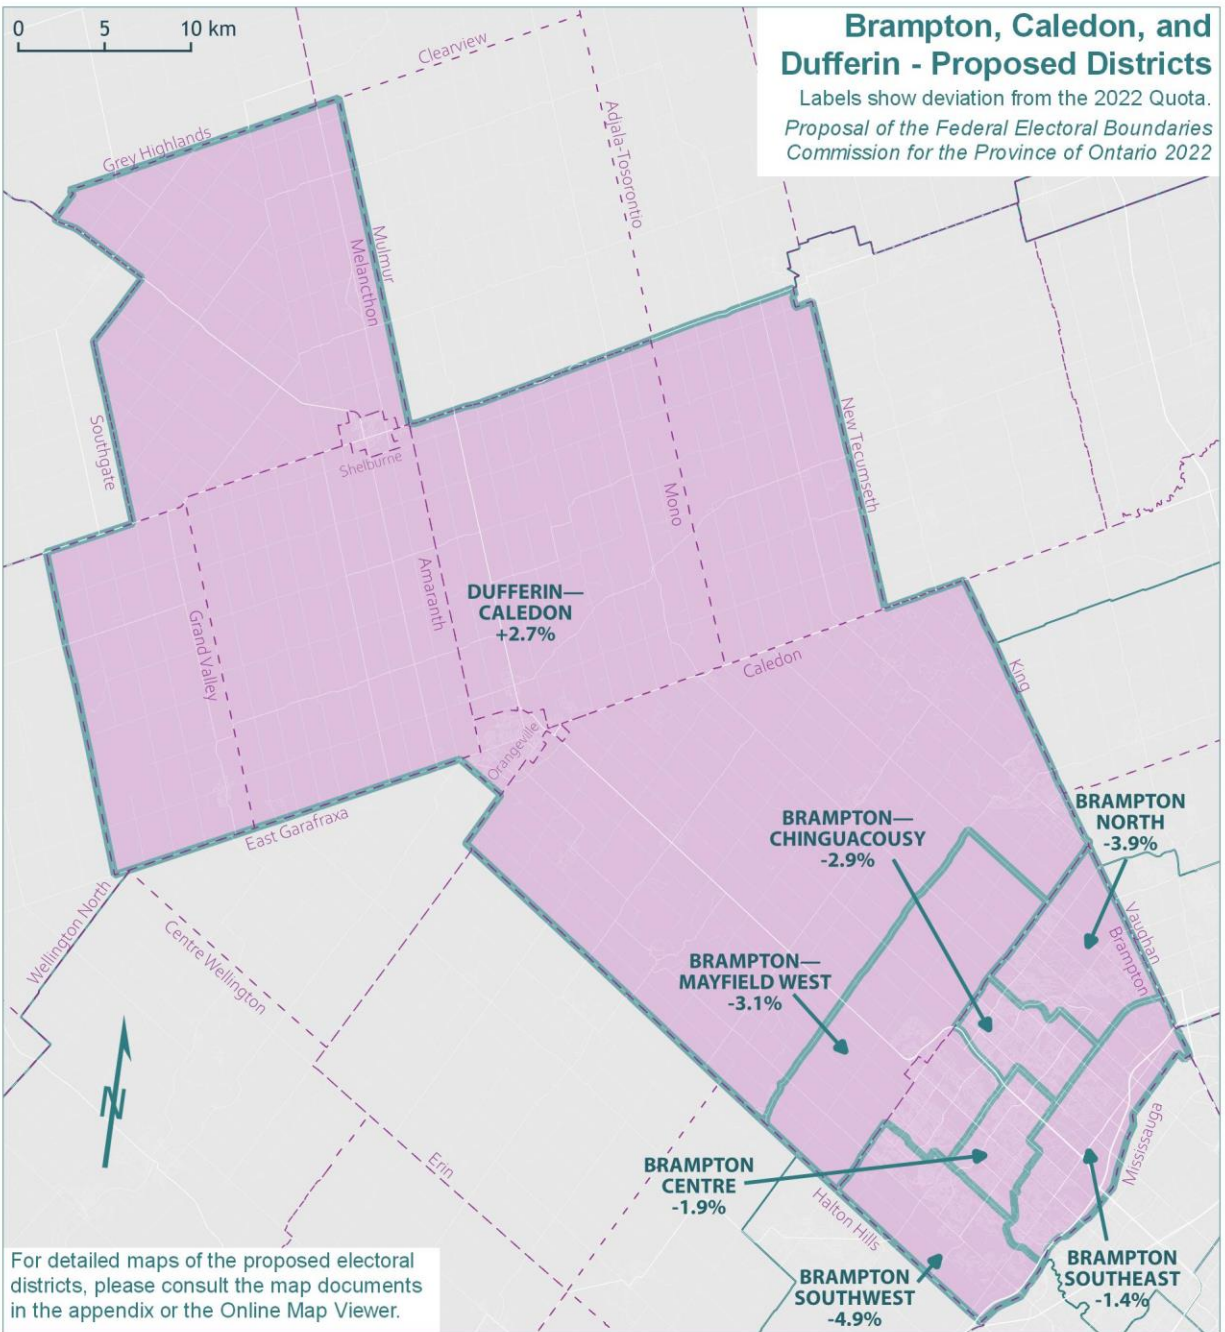 0 5 10 km
Brampton, Caledon, and
Dufferin - Proposed Districts
Labels show deviation from the 2022 Quota.
Proposal of the Federal Electoral Boundaries
Commission for the Province of Ontario 2022
Clearview
Grey Highlands
Adjala-Tosorontio
Mulmur
Melancthon
Southgate
Shelburne
New Tecumseth
Mono
Amaranth
Grand Valley
DUFFERIN—
CALEDON
+2.7%
Caledon
King
Orangeville
East Garafraxa
BRAMPTON
NORTH
-3.9%
BRAMPTON—
CHINGUACOUSY
-2.9%
Wellington North
Centre Wellington
Vaughan
Brampton
BRAMPTON—
MAYFIELD WEST
-3.1%
N
Erin
Mississauga
BRAMPTON
CENTRE
-1.9%
Halton Hills
BRAMPTON
SOUTHWEST
-4.9%
BRAMPTON
SOUTHEAST
-1.4%
For detailed maps of the proposed electoral
districts, please consult the map documents
in the appendix or the Online Map Viewer.